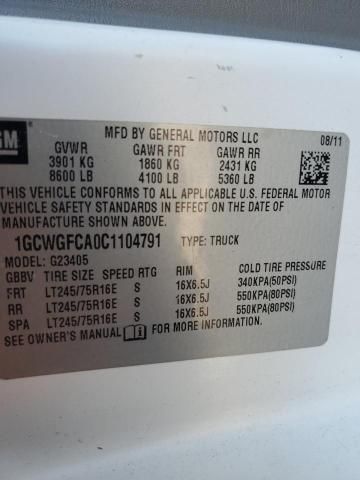 GM
MFD BY GENERAL MOTORS LLC 08/11
GVWR GAWR FRT GAWR RR
3901 KG 1860 KG 2431 KG
8600 LB 4100 LB 5360 LB
THIS VEHICLE CONFORMS TO ALL APPLICABLE U.S. FEDERAL MOTOR
VEHICLE SAFETY STANDARDS IN EFFECT ON THE DATE OF
MANUFACTURE SHOWN ABOVE.
1GCWGFCA0C1104791 TYPE: TRUCK
MODEL: G23405
GBBV TIRE SIZE SPEED RTG RIM COLD TIRE PRESSURE
FRT LT245/75R16E S 16X6.5J 340KPA(50PSI)
RR LT245/75R16E S 16X6.5J 550KPA(80PSI)
SPA LT245/75R16E S 16X6.5J 550KPA(80PSI)
SEE OWNER'S MANUAL